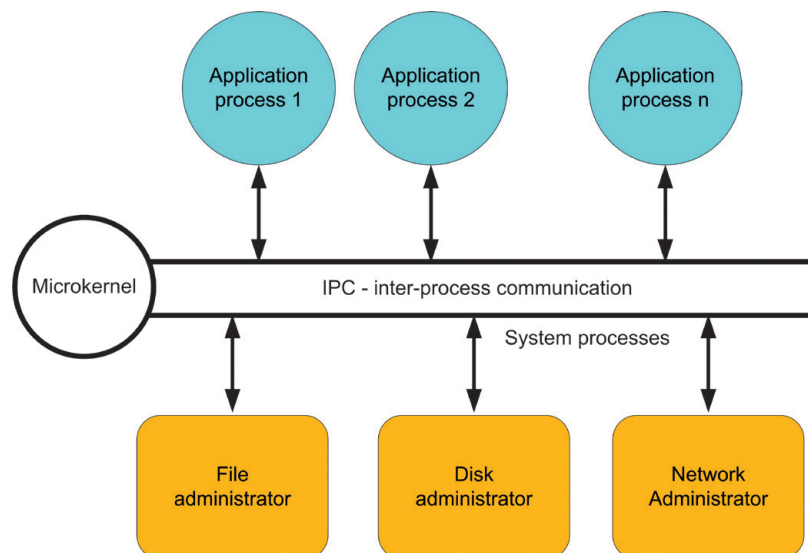 Application
process 1
Application
process 2
Application
process n
Microkernel
IPC - inter-process communication
System processes
File
administrator
Disk
administrator
Network
Administrator